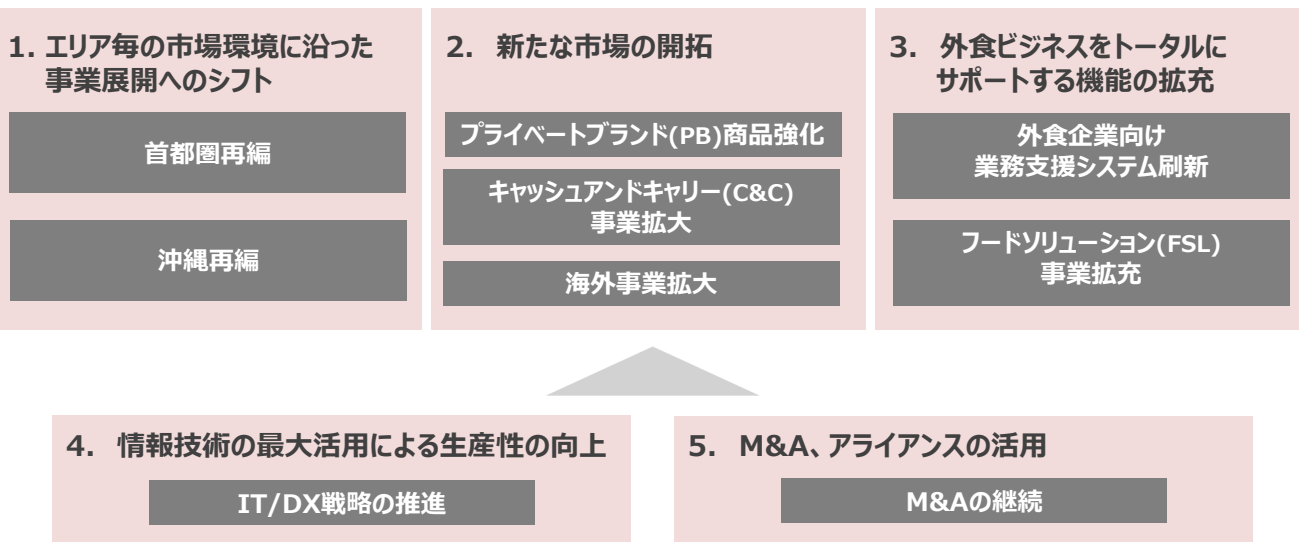 1. エリア毎の市場環境に沿った
事業展開へのシフト
首都圏再編
沖縄再編
2. 新たな市場の開拓
プライベートブランド(PB)商品強化
キャッシュアンドキャリー(C&C)
事業拡大
海外事業拡大
3. 外食ビジネスをトータルに
サポートする機能の拡充
外食企業向け
業務支援システム刷新
フードソリューション(FSL)
事業拡充
4. 情報技術の最大活用による生産性の向上
IT/DX戦略の推進
5. M&A、アライアンスの活用
M&Aの継続